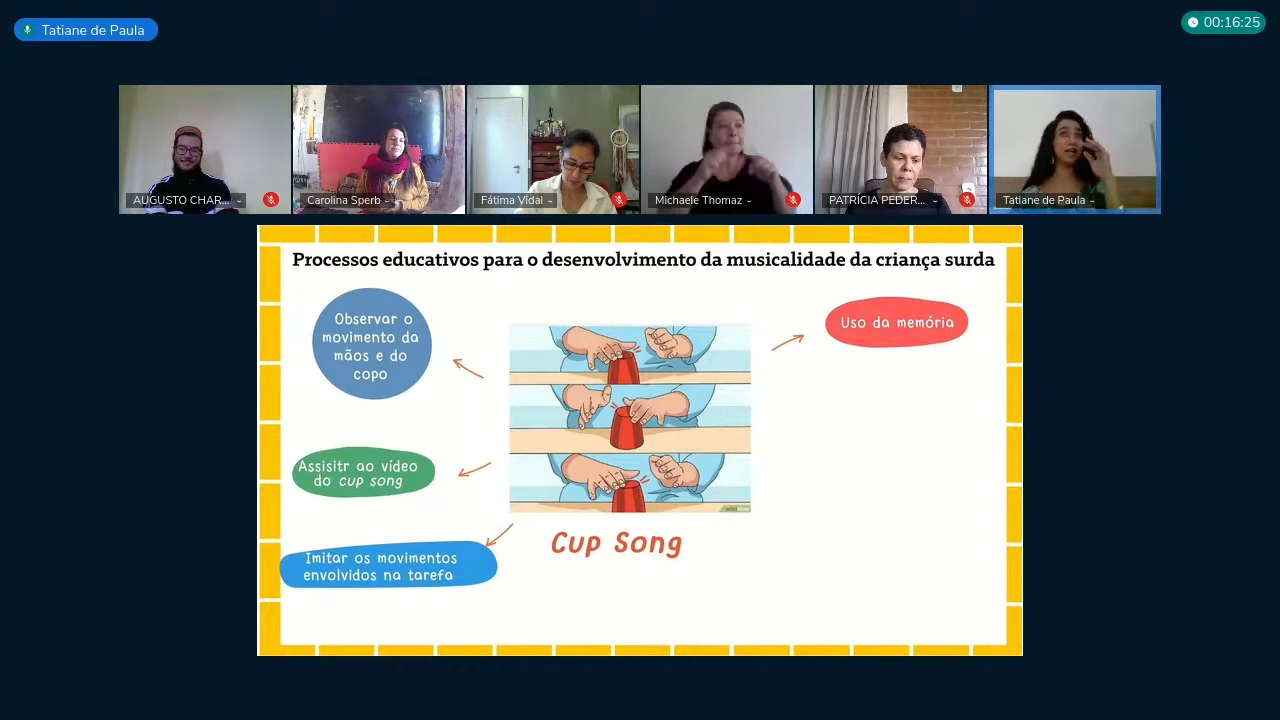 Tatiane de Paula
00:16:25
AUGUSTO CHAR...
Carolina Sperb
Fátima Vidal
Michaele Thomaz
PATRÍCIA PEDER...
Tatiane de Paula
Processos educativos para o desenvolvimento da musicalidade da criança surda
Observar o
movimento da
mãos e do
copo
Uso da memória
Assisitr ao vídeo
do cup song
Imitar os movimentos
envolvidos na tarefa
wikiHow
Cup Song